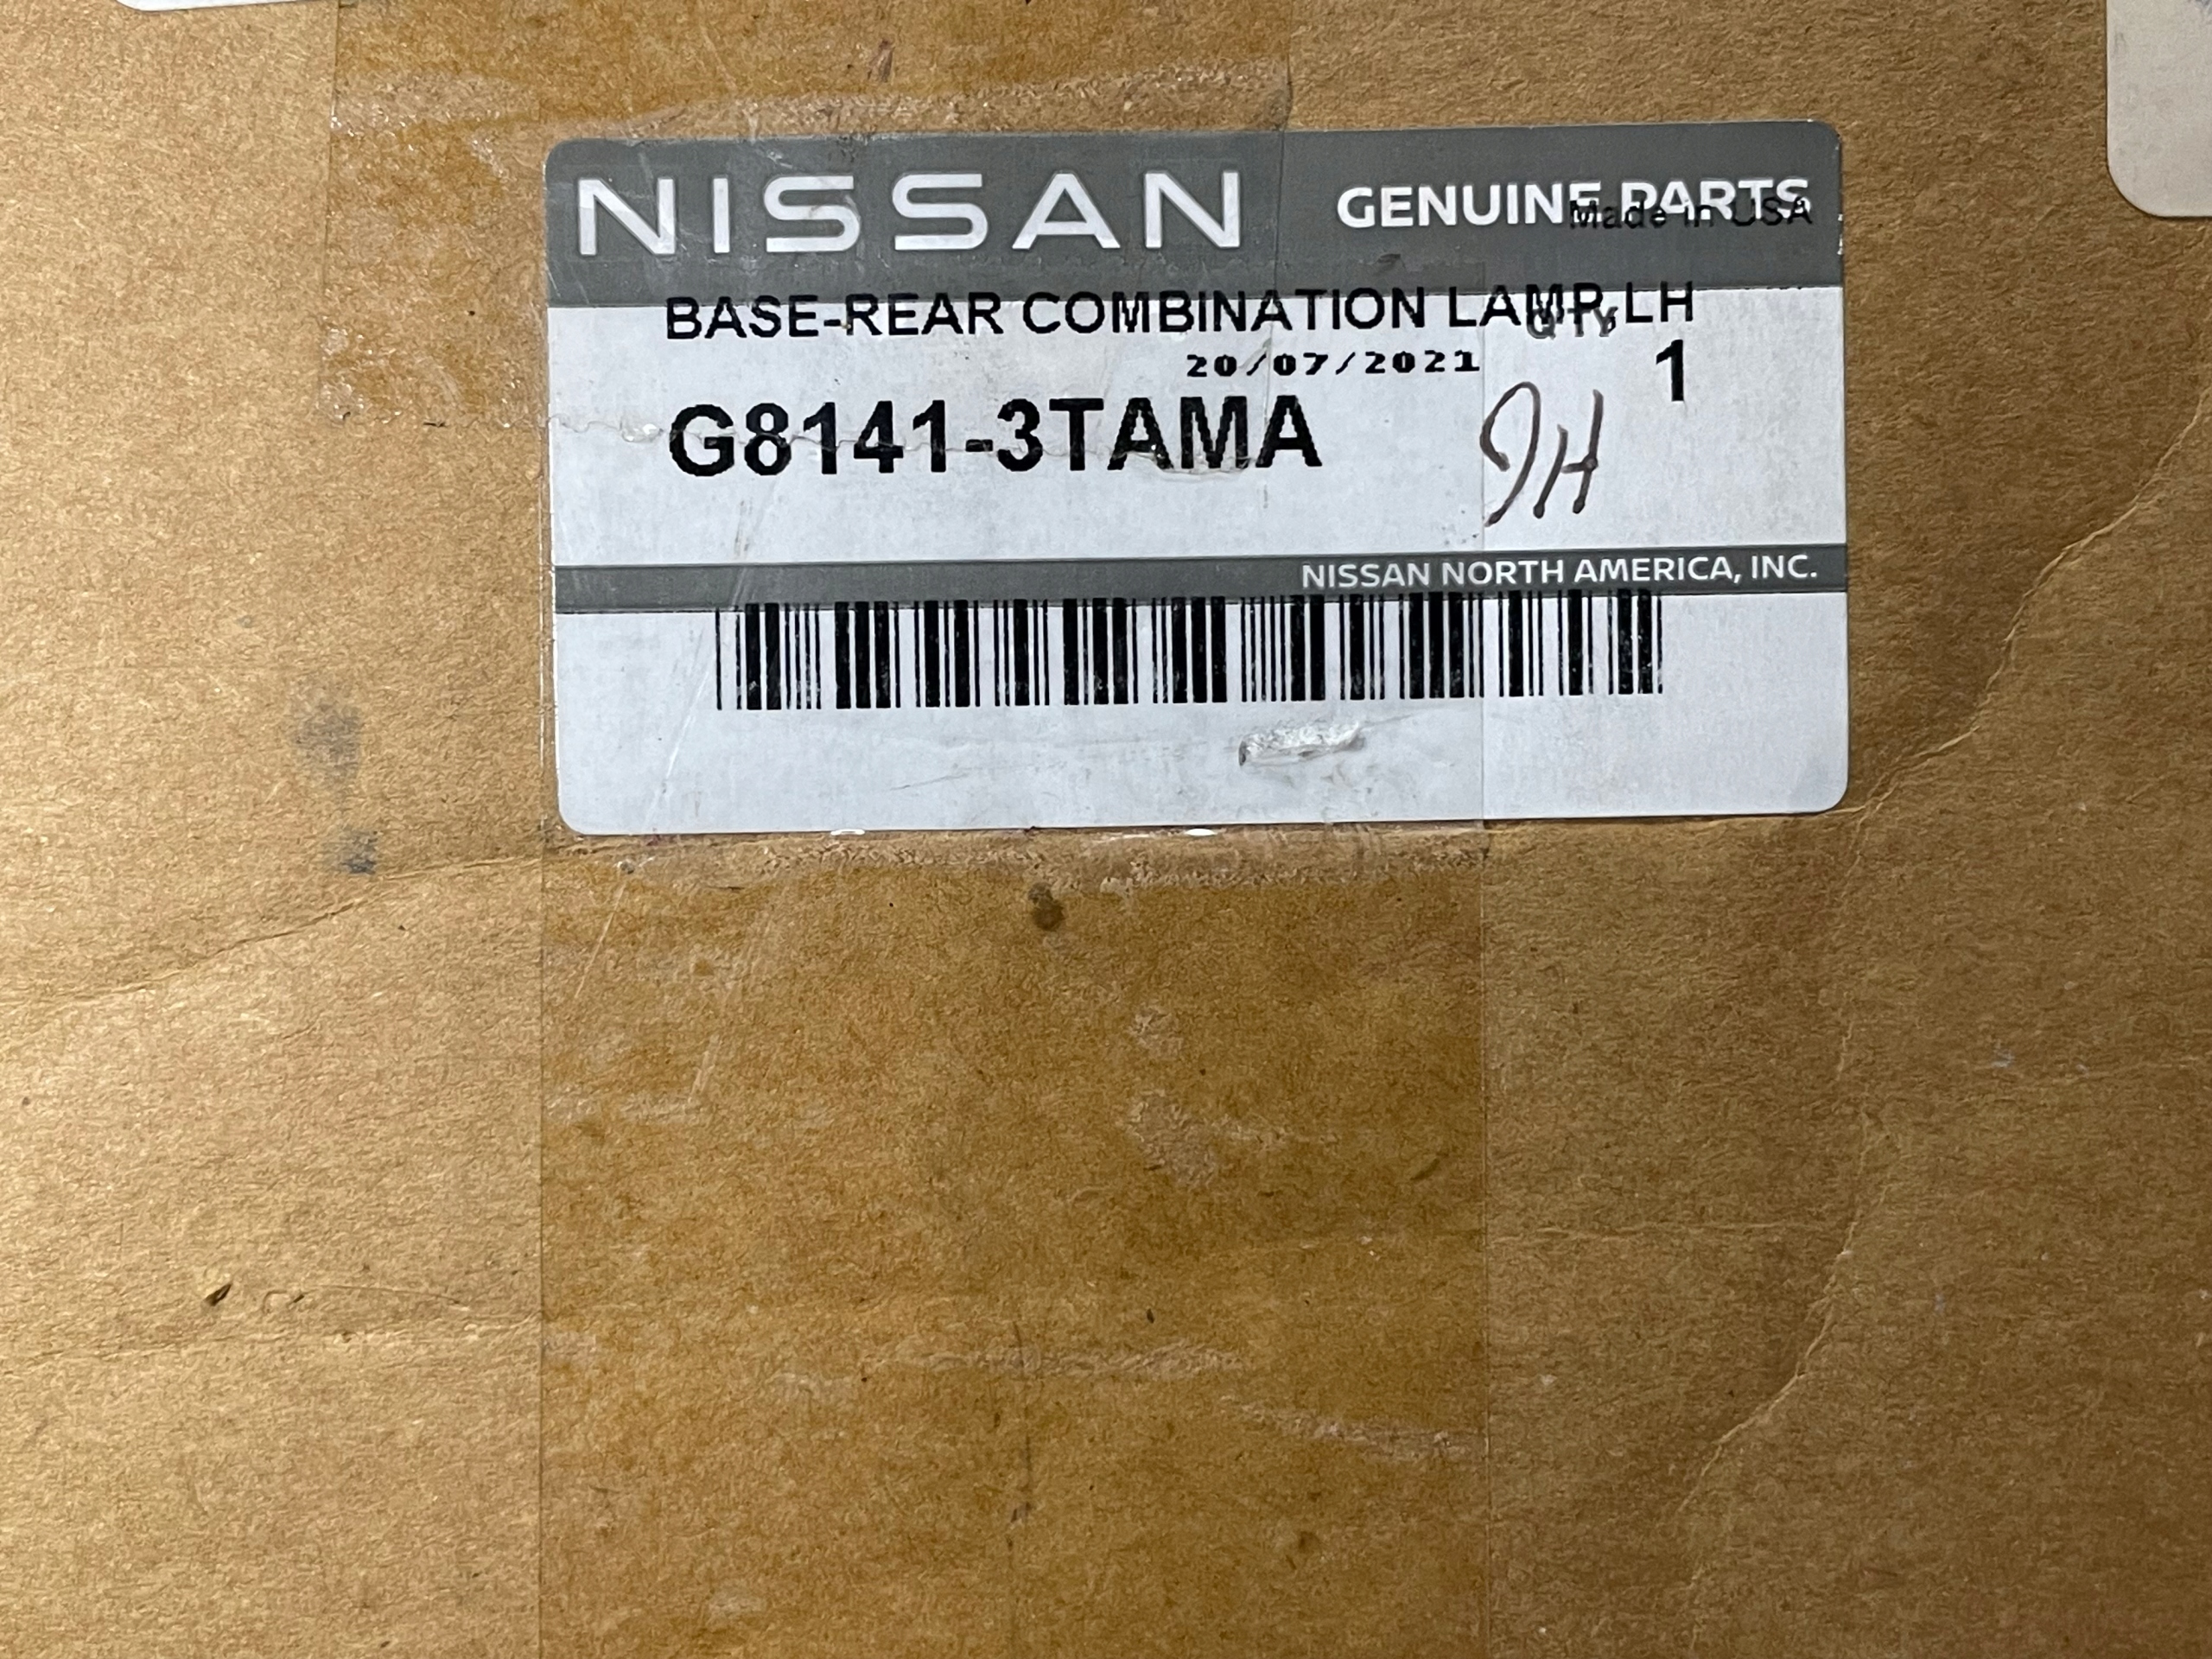 NISSAN GENUINE PARTS
Made in USA
BASE-REAR COMBINATION LAMP,LH
QTY
20/07/2021
1
G8141-3TAMA
JH
NISSAN NORTH AMERICA, INC.